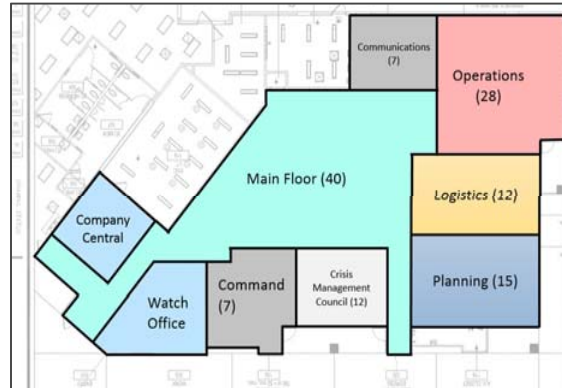 Communications
(7)
Operations
(28)
Main Floor (40)
Logistics (12)
Company
Central
Planning (15)
Watch
Office
Command
(7)
Crisis
Management
Council (12)